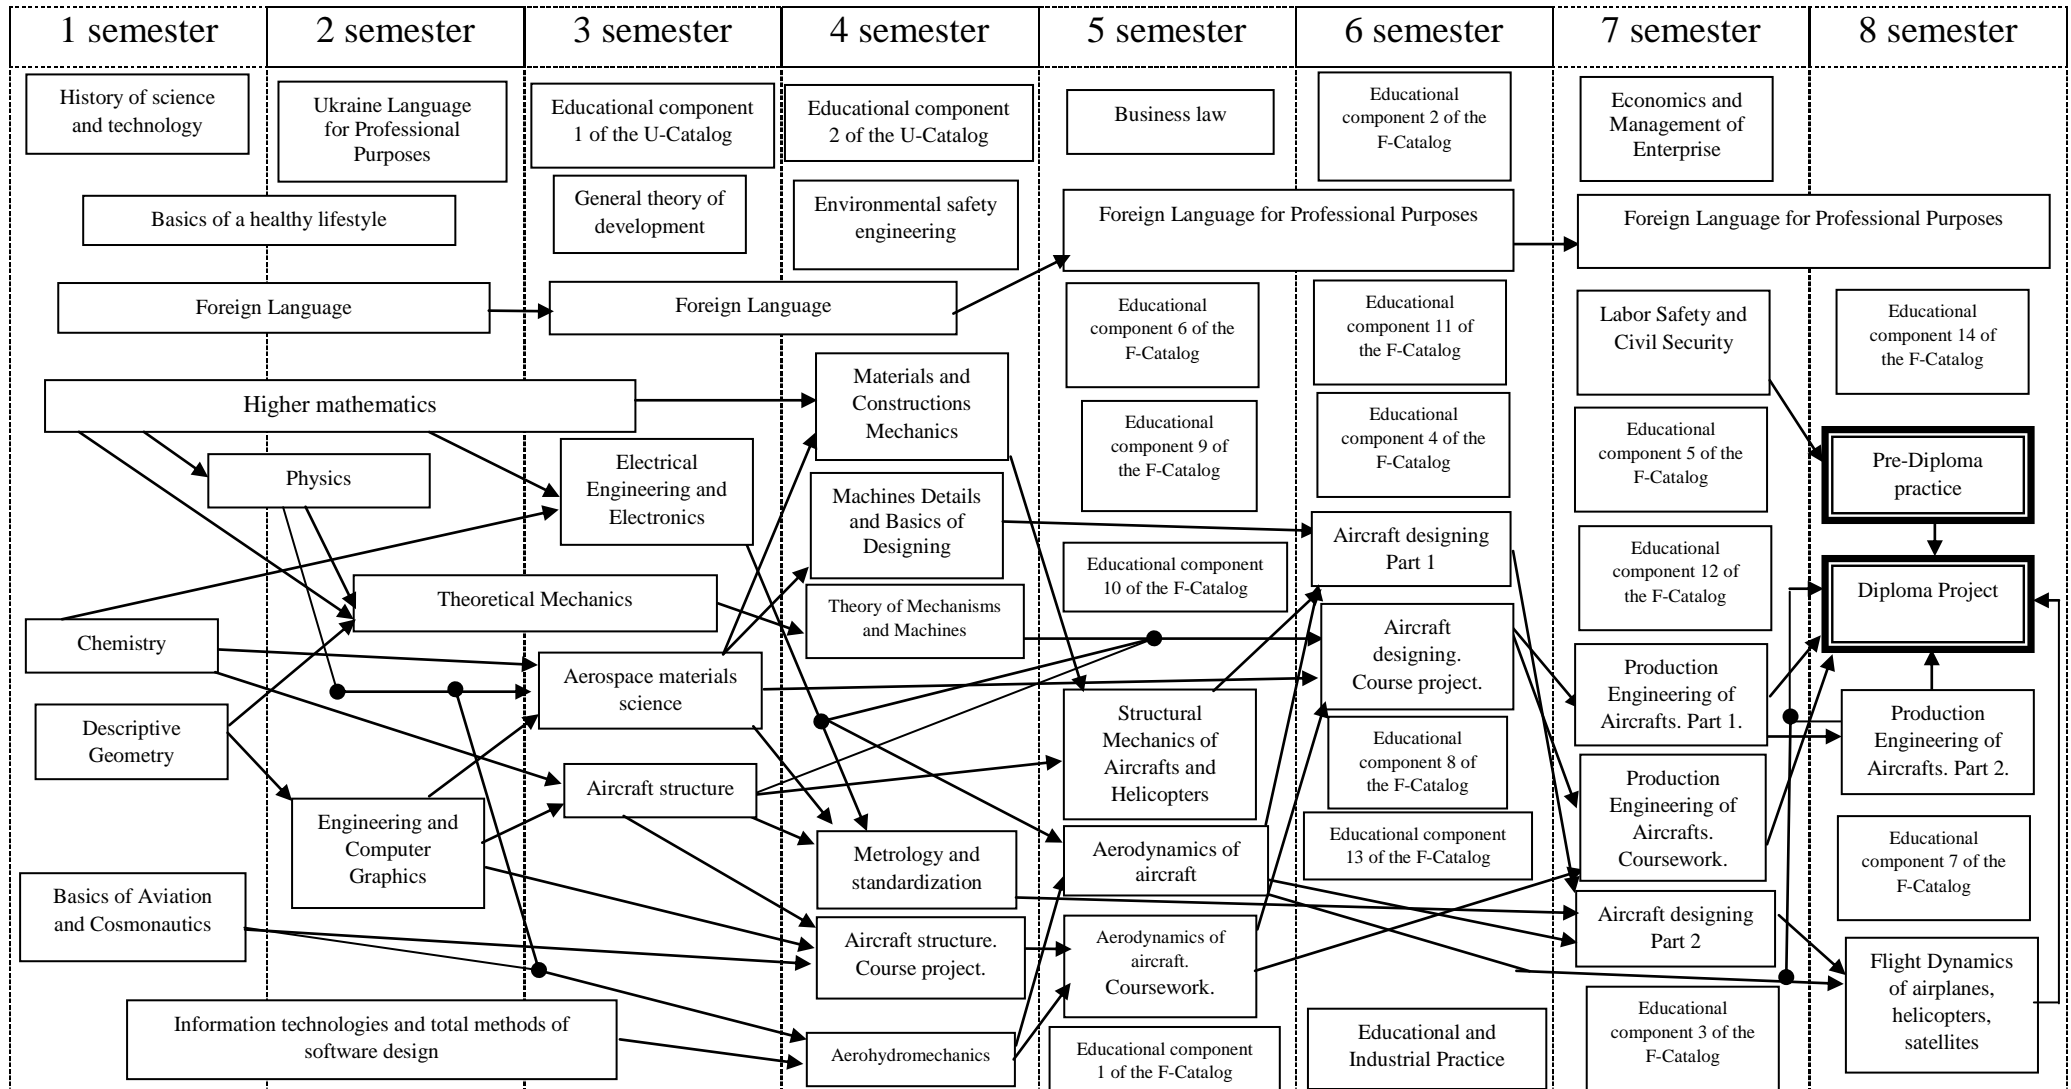 1 semester
2 semester
3 semester
4 semester
5 semester
6 semester
7 semester
8 semester
History of science
and technology
Ukraine Language
for Professional
Purposes
Educational component
1 of the U-Catalog
Educational component
2 of the U-Catalog
Business law
Educational
component 2 of the
F-Catalog
Economics and
Management of
Enterprise
Basics of a healthy lifestyle
General theory of
development
Environmental safety
engineering
Foreign Language for Professional Purposes
Foreign Language for Professional Purposes
Foreign Language
Foreign Language
Educational
component 6 of the
F-Catalog
Educational
component 11 of
the F-Catalog
Labor Safety and
Civil Security
Educational
component 14 of
the F-Catalog
Higher mathematics
Materials and
Constructions
Mechanics
Educational
component 9 of
the F-Catalog
Educational
component 4 of the
F-Catalog
Educational
component 5 of the
F-Catalog
Pre-Diploma
practice
Physics
Electrical
Engineering and
Electronics
Machines Details
and Basics of
Designing
Aircraft designing
Part 1
Educational component
10 of the F-Catalog
Educational
component 12 of
the F-Catalog
Diploma Project
Theoretical Mechanics
Theory of Mechanisms
and Machines
Chemistry
Aerospace materials
science
Aircraft
designing.
Course project.
Production
Engineering of
Aircrafts. Part 1.
Production
Engineering of
Aircrafts. Part 2.
Descriptive
Geometry
Structural
Mechanics of
Aircrafts and
Helicopters
Educational
component 8 of
the F-Catalog
Aircraft structure
Engineering and
Computer
Graphics
Production
Engineering of
Aircrafts.
Coursework.
Educational component
13 of the F-Catalog
Educational
component 7 of the
F-Catalog
Metrology and
standardization
Aerodynamics of
aircraft
Basics of Aviation
and Cosmonautics
Aircraft structure.
Course project.
Aerodynamics of
aircraft.
Coursework.
Aircraft designing
Part 2
Flight Dynamics
of airplanes,
helicopters,
satellites
Information technologies and total methods of
software design
Aerohydromechanics
Educational component
1 of the F-Catalog
Educational and
Industrial Practice
Educational
component 3 of the
F-Catalog